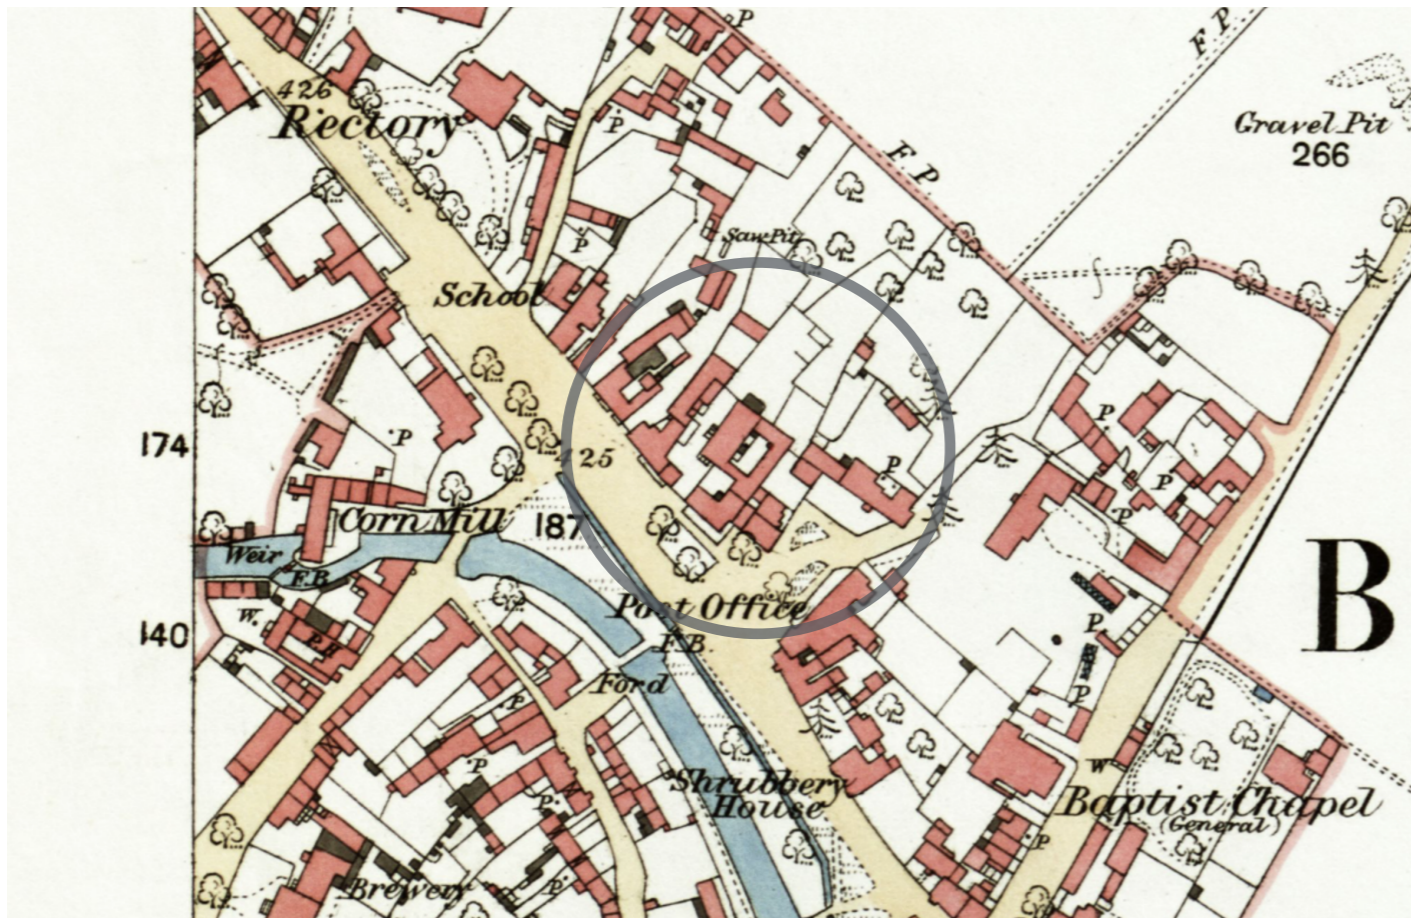 P
F.P.
426
Rectory
Gravel Pit
266
P
F.P.
P
Saw Pit
School
174
P
P
425
P
P
Corn Mill
187
P
Weir
F.B.
B
W.
Post Office
P
140
P.H.
F.B.
Ford
P
P
P
W
Shrubbery
House
Baptist Chapel
(General)
P
P
Brewery
P